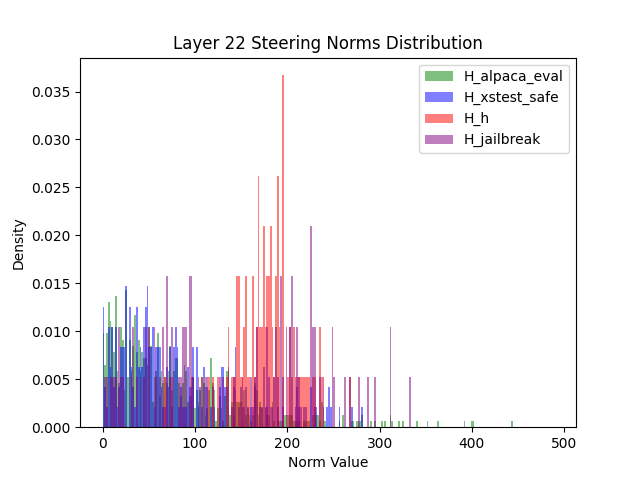 Layer 22 Steering Norms Distribution
H_alpaca_eval
H_xstest_safe
H_h
H_jailbreak
Density
0.035
0.030
0.025
0.020
0.015
0.010
0.005
0.000
0 100 200 300 400 500
Norm Value